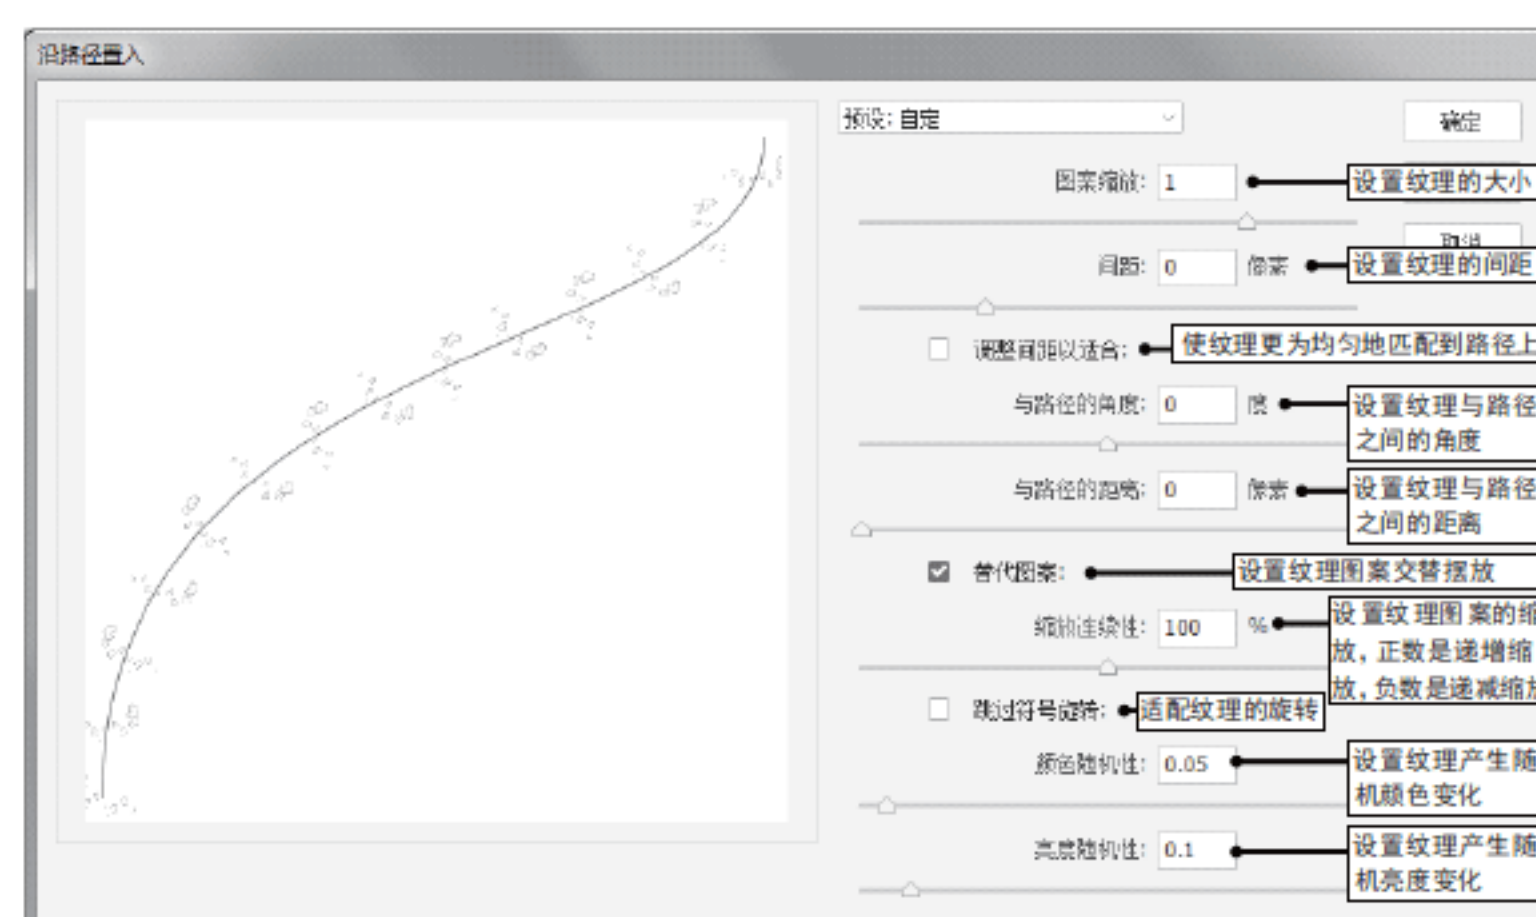 沿路径置入
预设: 自定
确定
图案缩放: 1
设置纹理的大小
取消
间距: 0 像素
设置纹理的间距
调整间距以适合:
使纹理更为均匀地匹配到路径上
与路径的角度: 0 度
设置纹理与路径
之间的角度
与路径的距离: 0 像素
设置纹理与路径
之间的距离
替代图案:
设置纹理图案交替摆放
缩放连续性: 100 %
设置纹理图案的缩
放，正数是递增缩
放，负数是递减缩放
跳过符号旋转:
适配纹理的旋转
颜色随机性: 0.05
设置纹理产生随
机颜色变化
亮度随机性: 0.1
设置纹理产生随
机亮度变化